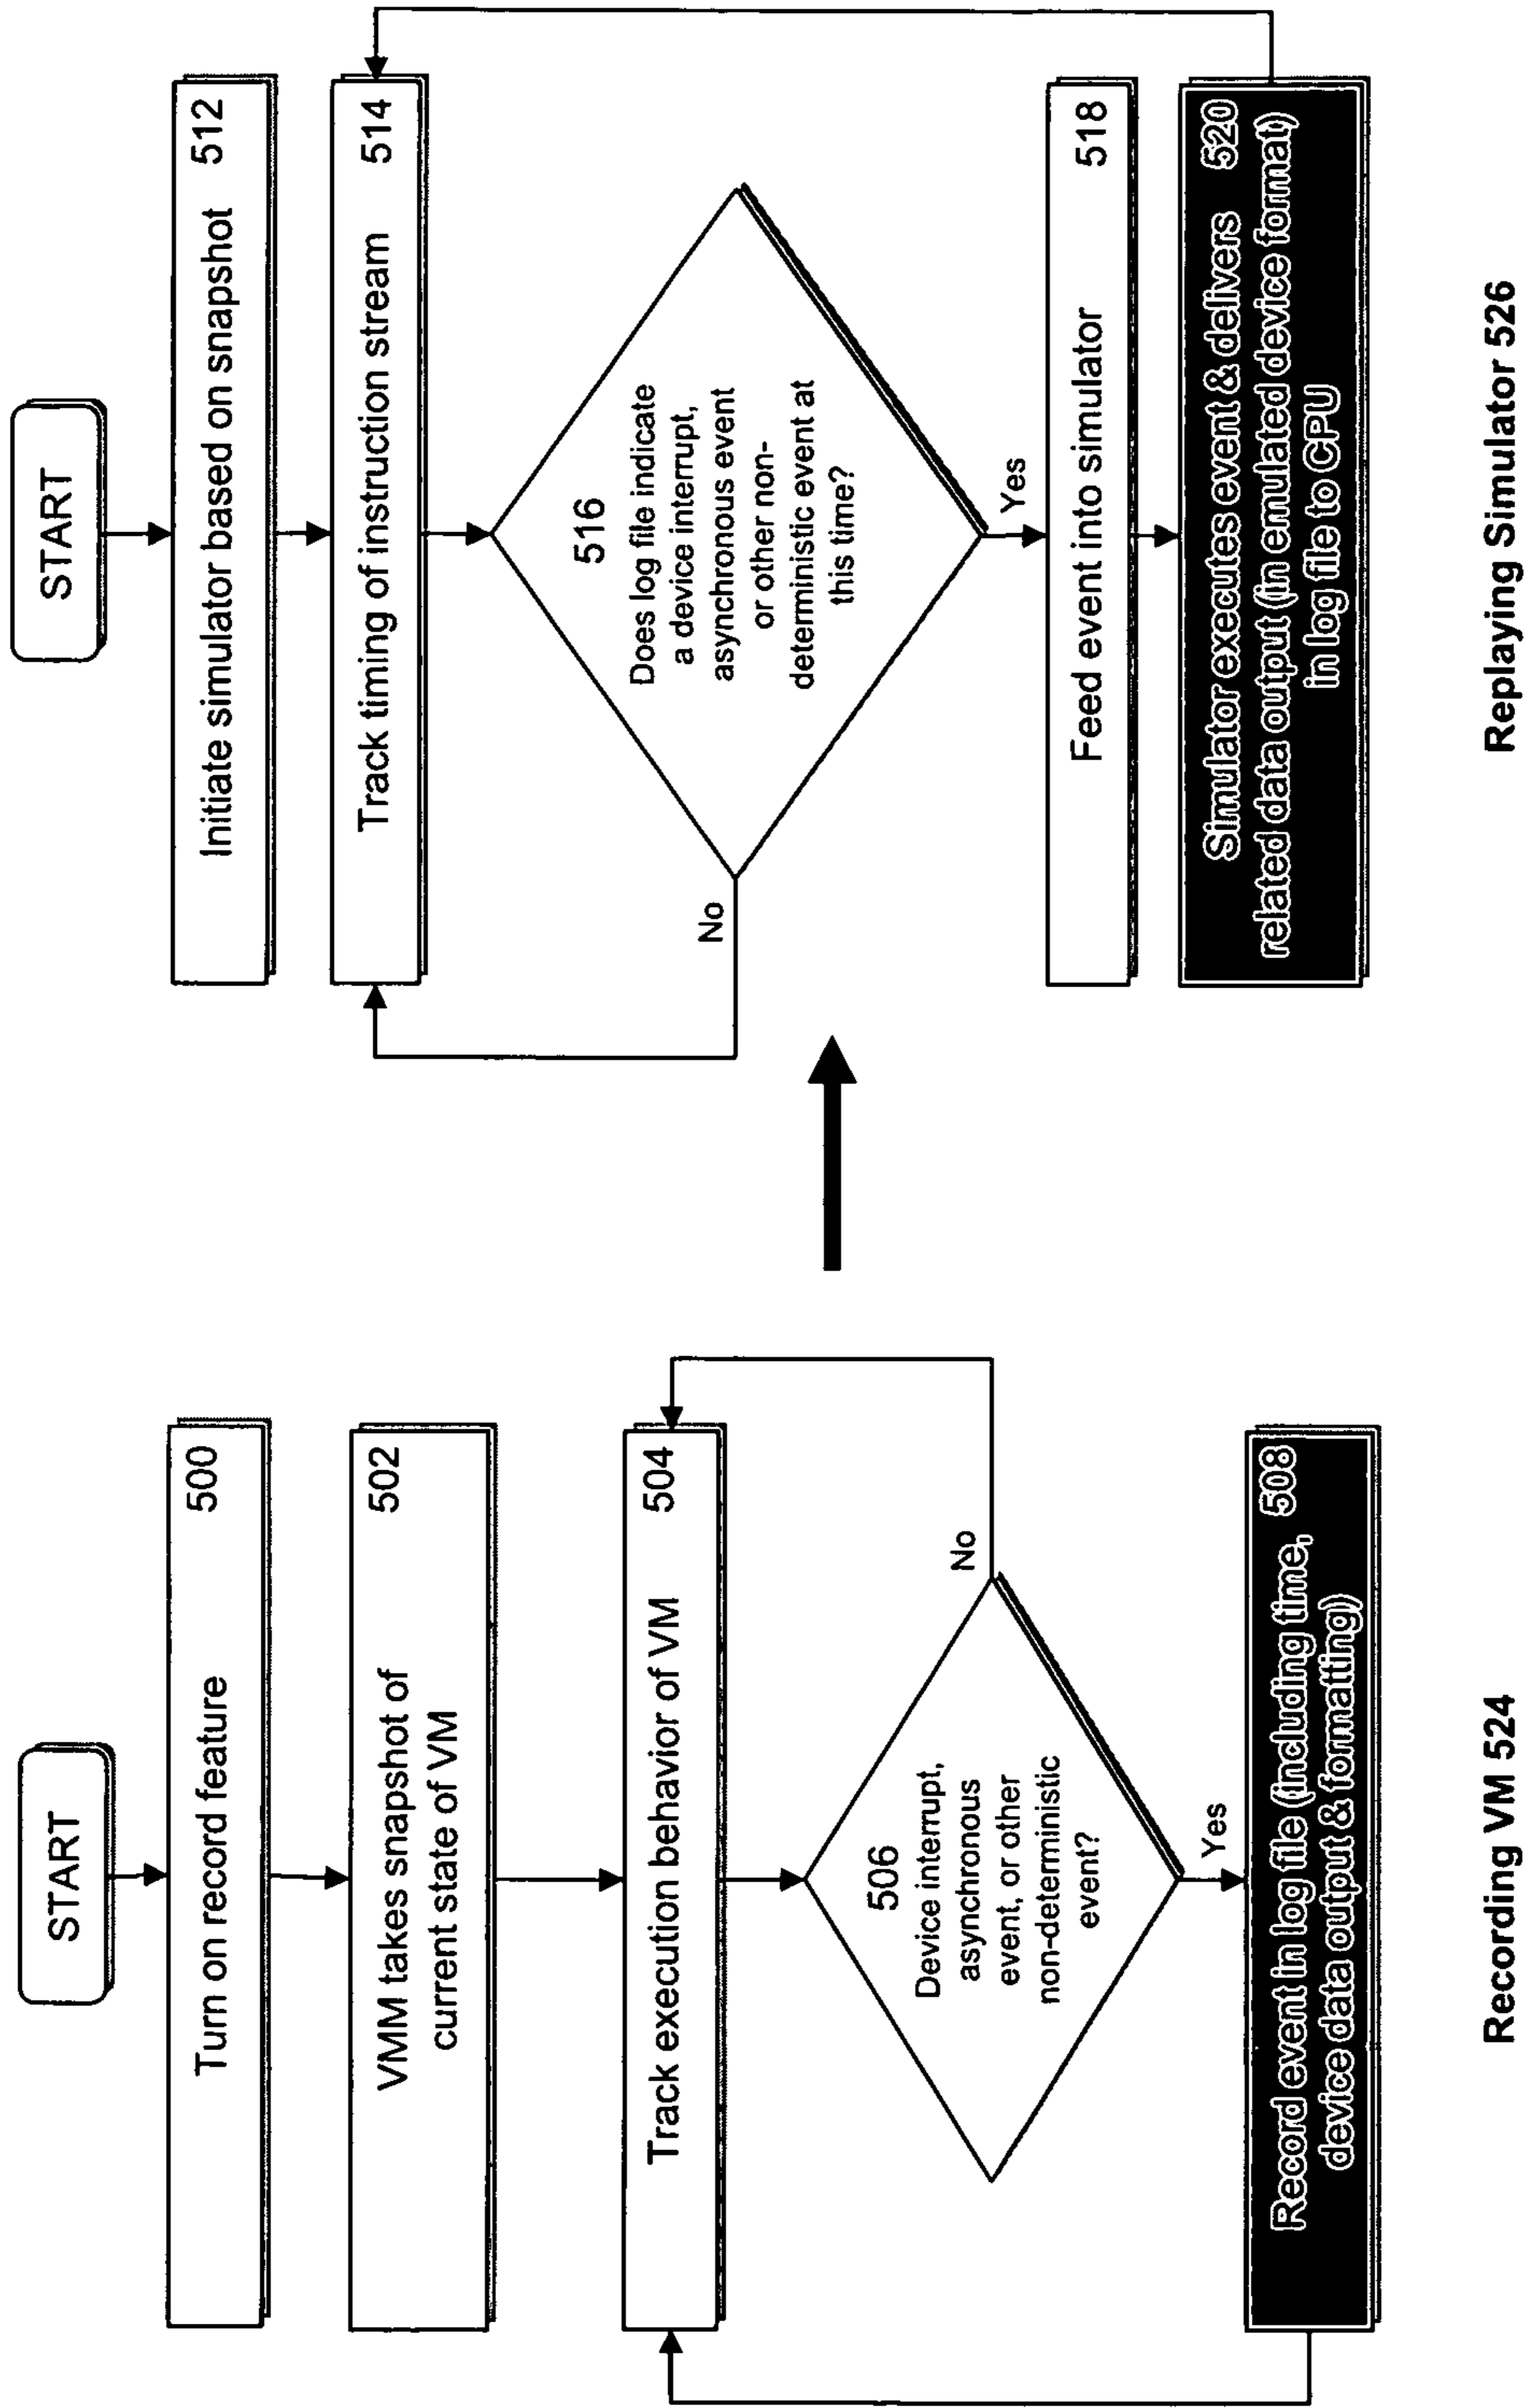 START
Turn on record feature 500
VMM takes snapshot of 502
current state of VM
Track execution behavior of VM 504
506
Device interrupt,
asynchronous
event, or other
non-deterministic
event?
No
Yes
Record event in log file (including time, 508
device data output & formatting)
Recording VM 524
START
Initiate simulator based on snapshot 512
Track timing of instruction stream 514
516
Does log file indicate
a device interrupt,
asynchronous event
or other non-
deterministic event at
this time?
No
Yes
Feed event into simulator 518
Simulator executes event & delivers 520
related data output (in emulated device format)
in log file to CPU
Replaying Simulator 526